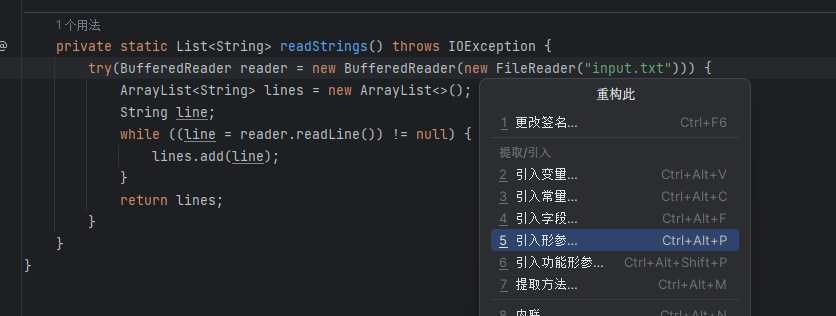 1个用法
@
private static List<String> readStrings() throws IOException {
try(BufferedReader reader = new BufferedReader(new FileReader("input.txt"))) {
ArrayList<String> lines = new ArrayList<>();
String line;
while ((line = reader.readLine()) != null) {
lines.add(line);
}
return lines;
}
}
}
重构此
1 更改签名... Ctrl+F6
提取/引入
2 引入变量... Ctrl+Alt+V
3 引入常量... Ctrl+Alt+C
4 引入字段... Ctrl+Alt+F
5 引入形参... Ctrl+Alt+P
6 引入功能形参... Ctrl+Alt+Shift+P
7 提取方法... Ctrl+Alt+M
8 内联... Ctrl+Alt+N